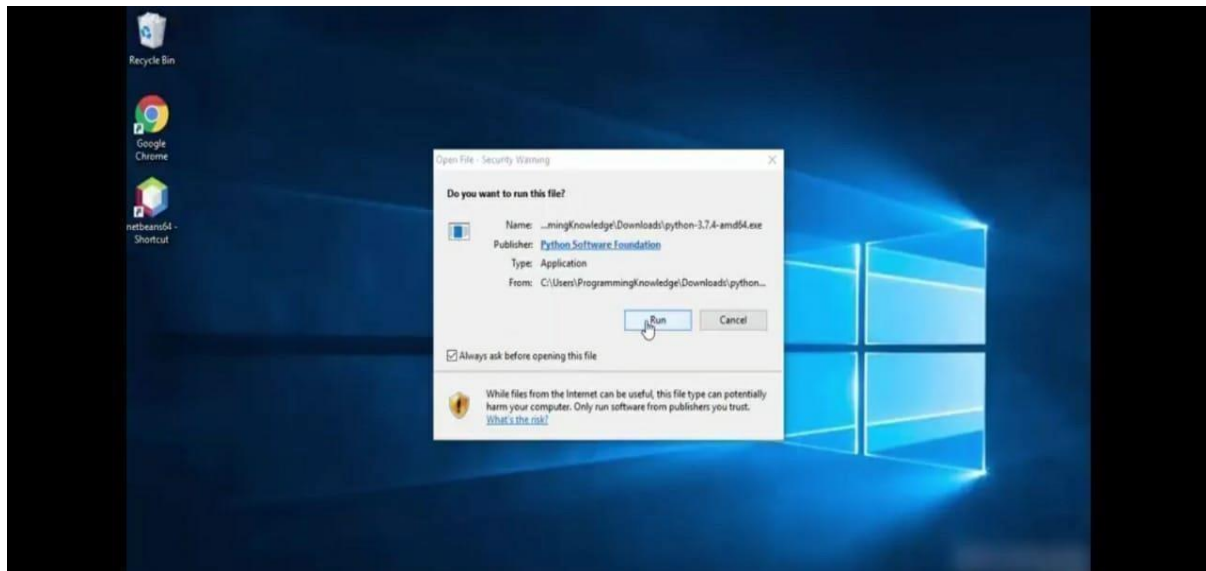 Recycle Bin
Google
Chrome
netbeans64 -
Shortcut
Open File - Security Warning
Do you want to run this file?
Name: ...mingKnowledge\Downloads\python-3.7.4-amd64.exe
Publisher: Python Software Foundation
Type: Application
From: C:\Users\ProgrammingKnowledge\Downloads\python...
Run Cancel
Always ask before opening this file
While files from the Internet can be useful, this file type can potentially
harm your computer. Only run software from publishers you trust.
What's the risk?